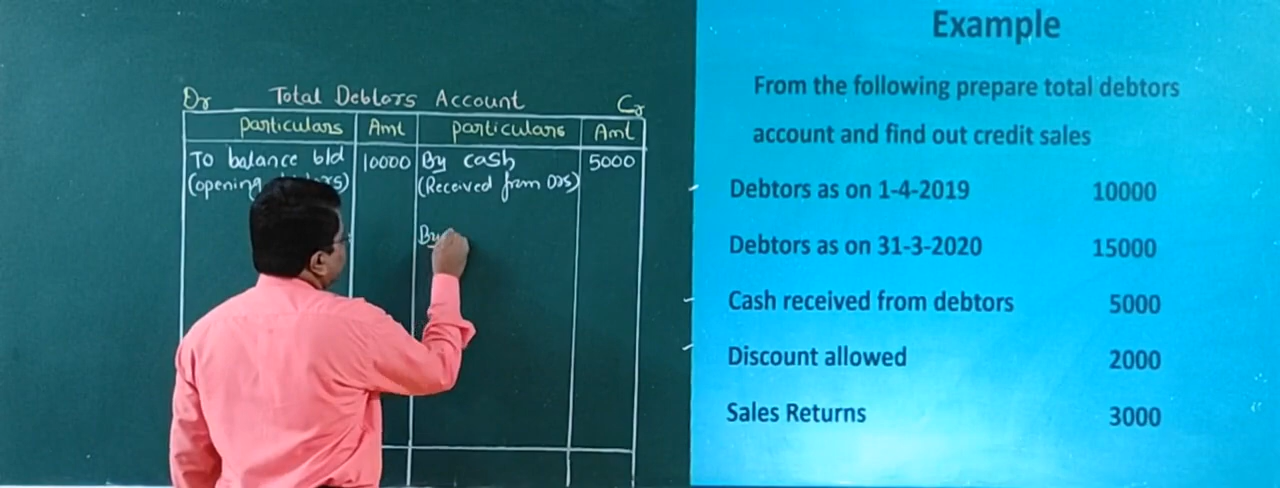 Dr Total Debtors Account Cr
particulars Amt particulars Amt
To balance b/d 10000 By cash 5000
(opening (Received from Drs)
By
Example
From the following prepare total debtors
account and find out credit sales
Debtors as on 1-4-2019 10000
Debtors as on 31-3-2020 15000
Cash received from debtors 5000
Discount allowed 2000
Sales Returns 3000